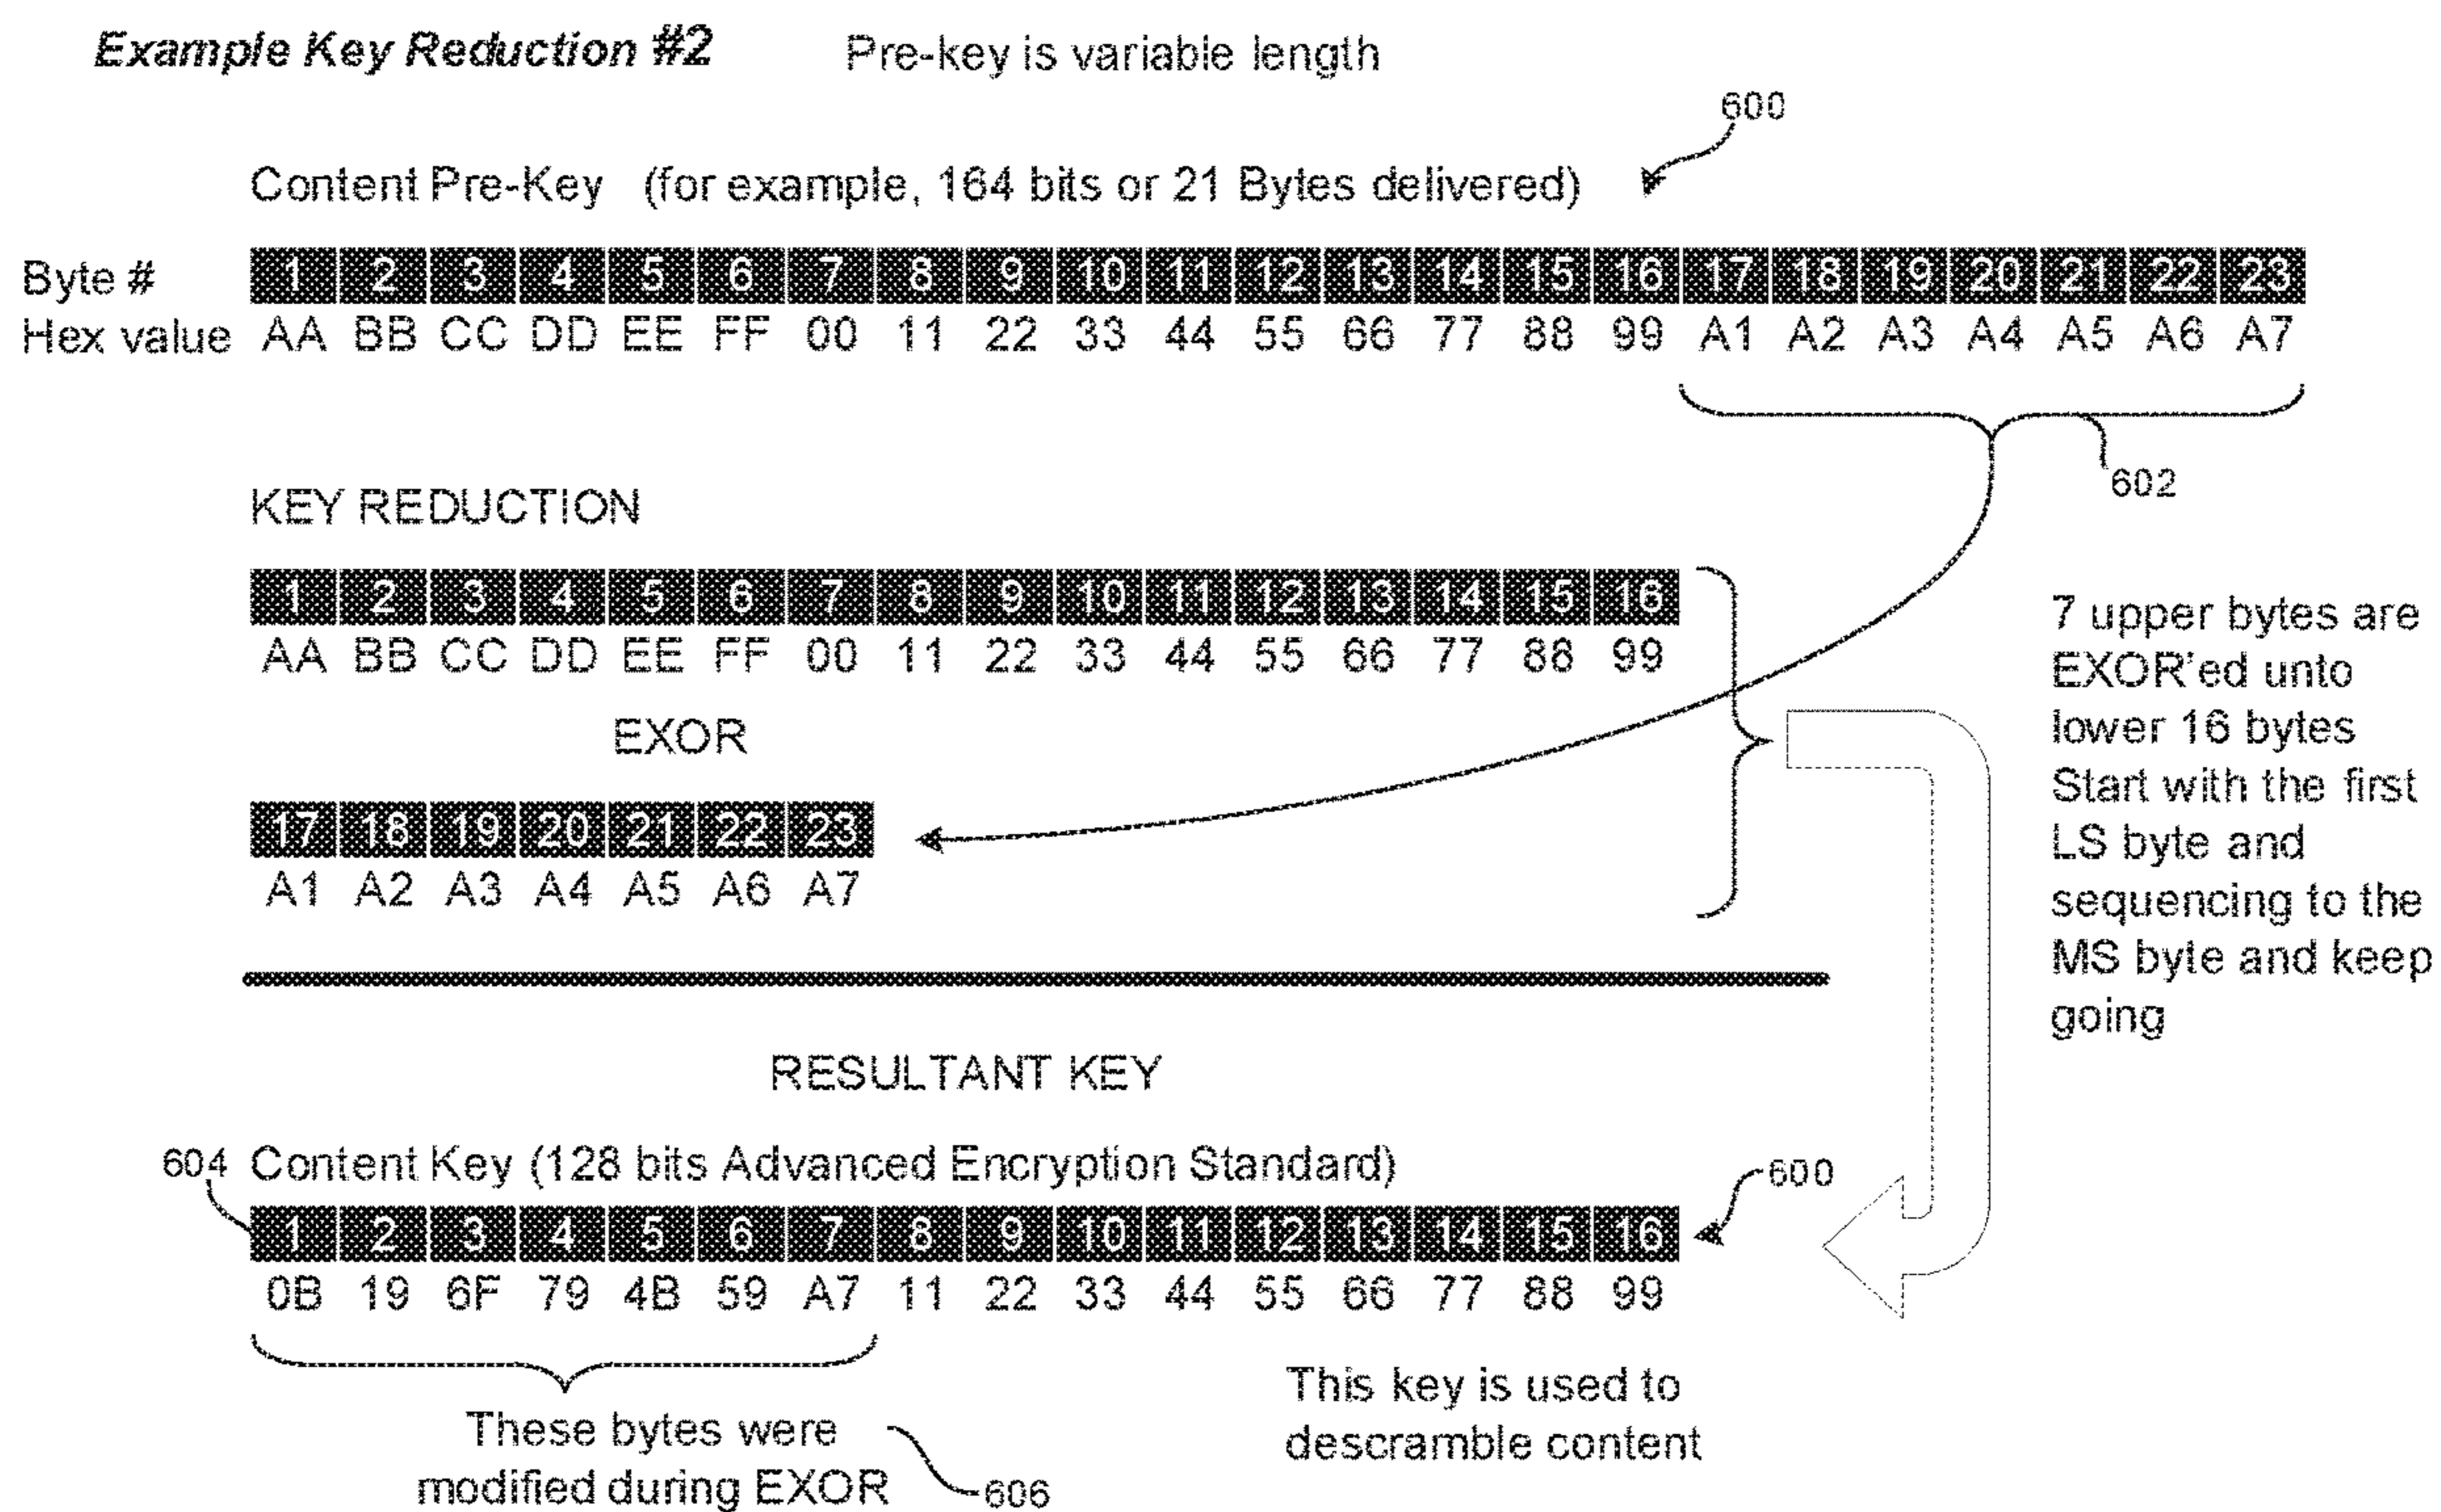 Example Key Reduction #2 Pre-key is variable length
600
Content Pre-Key (for example, 164 bits or 21 Bytes delivered)
Byte # 1 2 3 4 5 6 7 8 9 10 11 12 13 14 15 16 17 18 19 20 21 22 23
Hex value AA BB CC DD EE FF 00 11 22 33 44 55 66 77 88 99 A1 A2 A3 A4 A5 A6 A7
602
KEY REDUCTION
1 2 3 4 5 6 7 8 9 10 11 12 13 14 15 16
AA BB CC DD EE FF 00 11 22 33 44 55 66 77 88 99
EXOR
17 18 19 20 21 22 23
A1 A2 A3 A4 A5 A6 A7
7 upper bytes are
EXOR'ed unto
lower 16 bytes
Start with the first
LS byte and
sequencing to the
MS byte and keep
going
RESULTANT KEY
604 Content Key (128 bits Advanced Encryption Standard) 600
1 2 3 4 5 6 7 8 9 10 11 12 13 14 15 16
0B 19 6F 79 4B 59 A7 11 22 33 44 55 66 77 88 99
These bytes were
modified during EXOR
606
This key is used to
descramble content